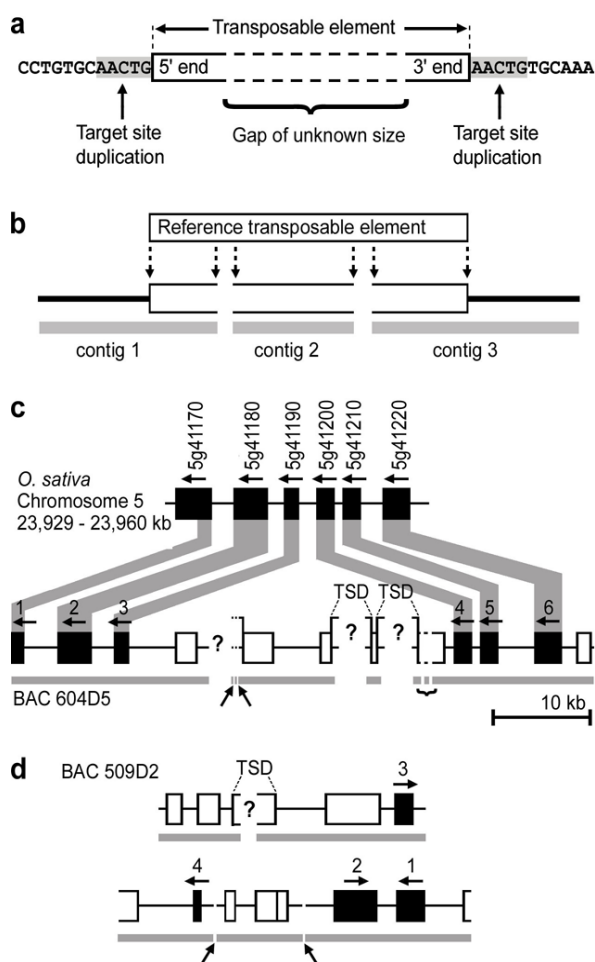 a
Transposable element
CCTGTGCAACTG 5' end 3' end AACTGTGCAAA
Target site
duplication
Gap of unknown size
Target site
duplication
b
Reference transposable element
contig 1 contig 2 contig 3
c
5g41170 5g41180 5g41190 5g41200 5g41210 5g41220
O. sativa
Chromosome 5
23,929 - 23,960 kb
TSD TSD
1 2 3 4 5 6
? ? ?
BAC 604D5
10 kb
d
BAC 509D2 TSD 3
?
4 2 1